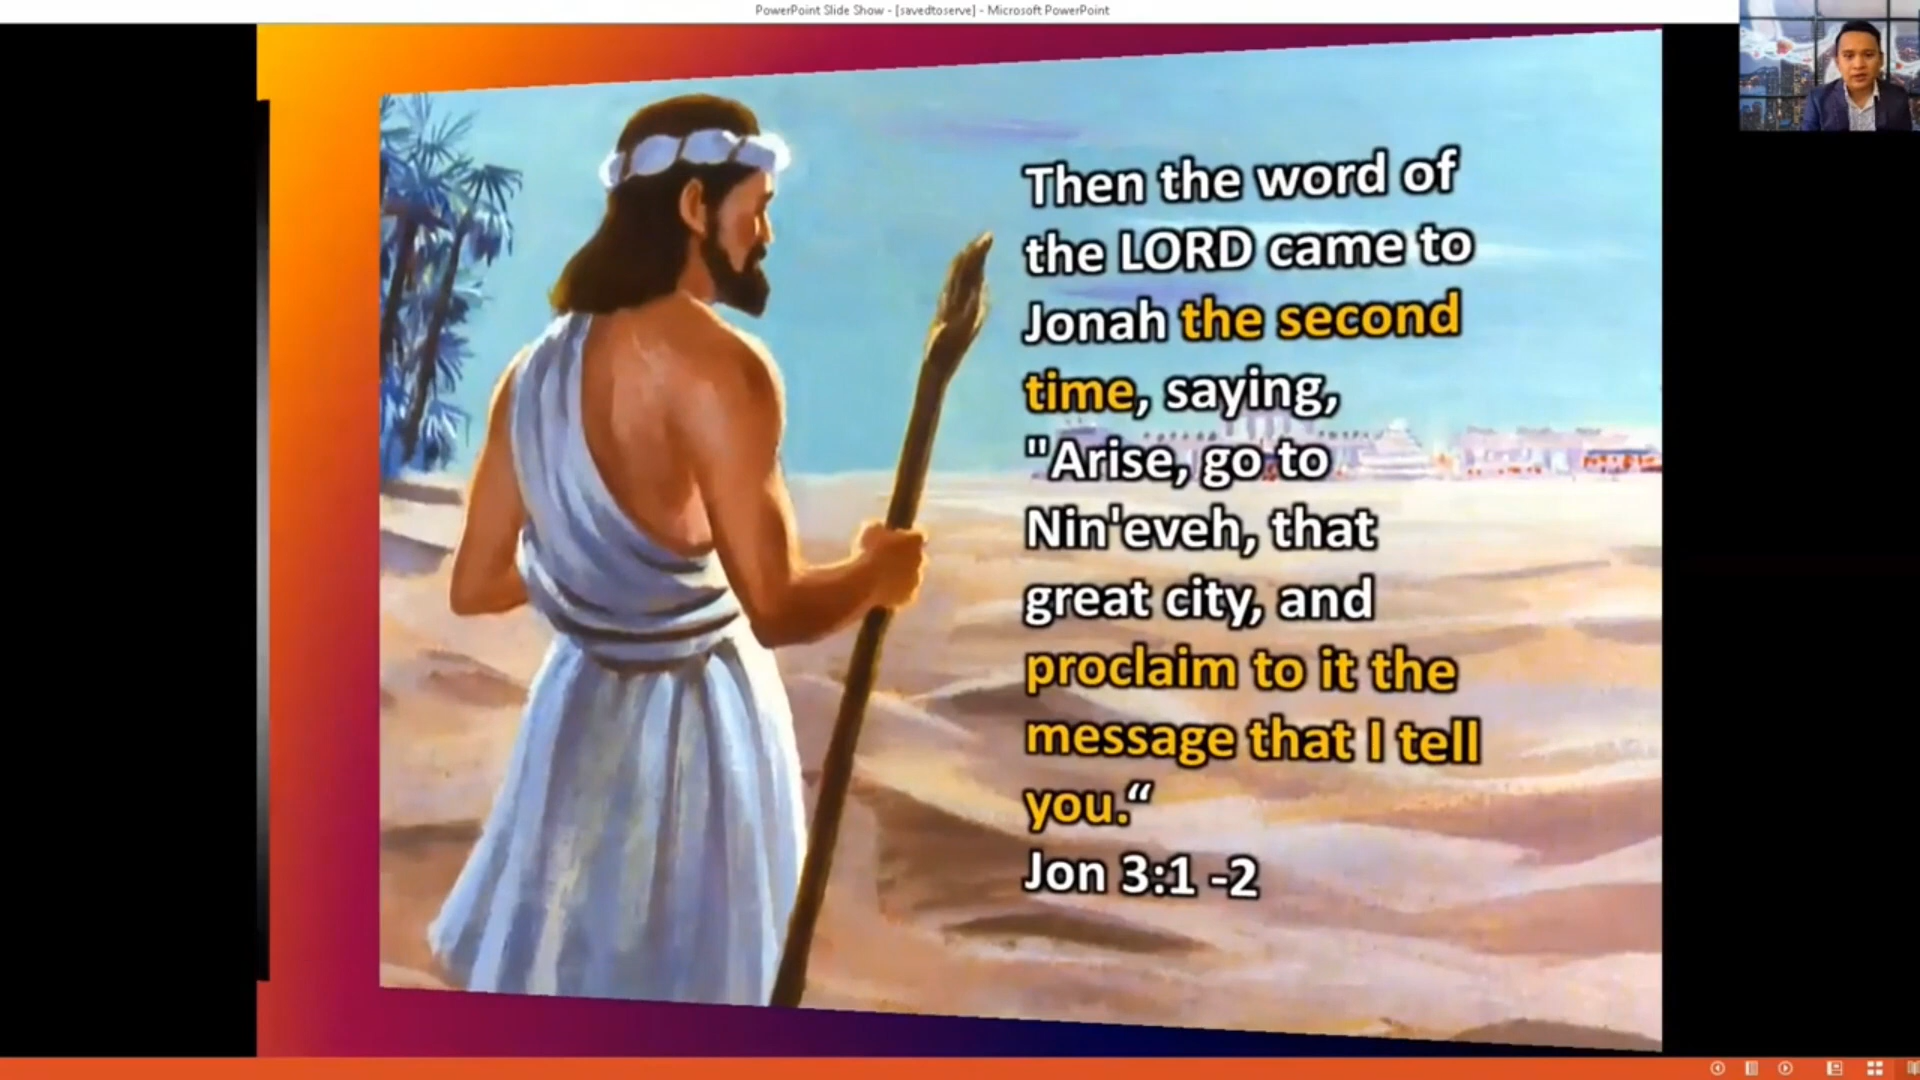 PowerPoint Slide Show - [savedtoserve] - Microsoft PowerPoint
Then the word of
the LORD came to
Jonah the second
time, saying,
"Arise, go to
Nin'eveh, that
great city, and
proclaim to it the
message that I tell
you.“
Jon 3:1 -2